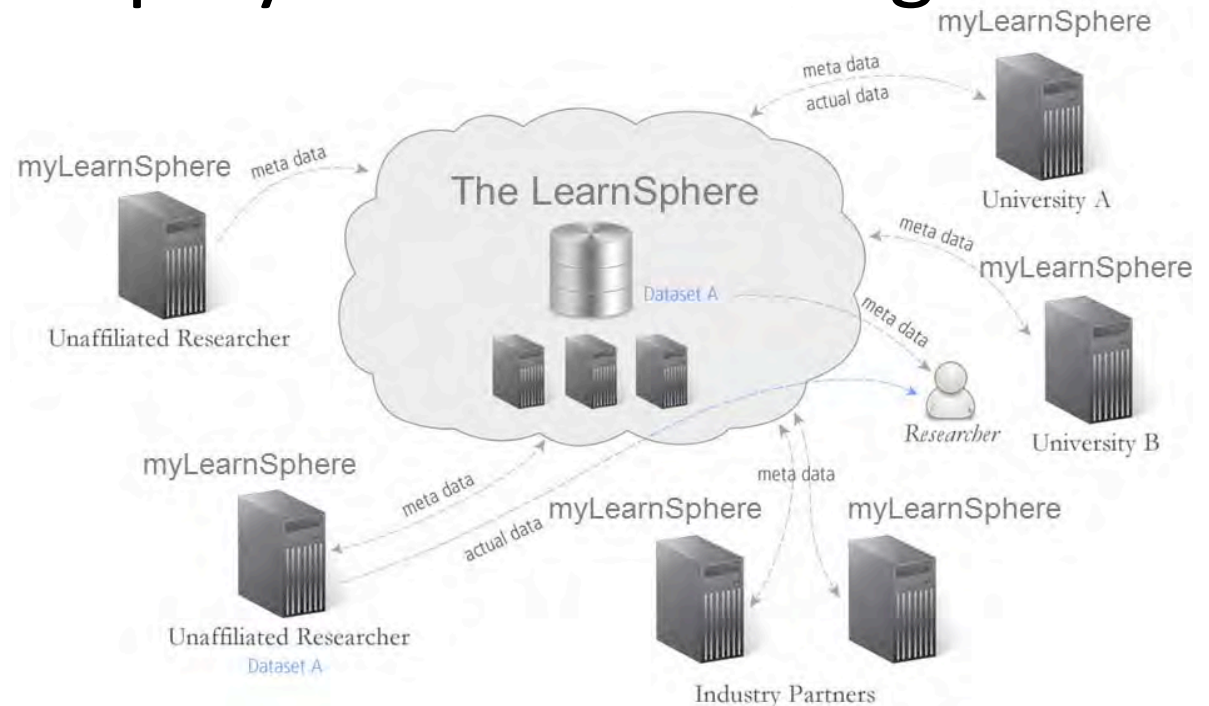 myLearnSphere
meta data
actual data
University A
myLearnSphere
meta data
Unaffiliated Researcher
The LearnSphere
Dataset A
meta data
Researcher
meta data
myLearnSphere
University B
myLearnSphere
meta data
actual data
Unaffiliated Researcher
Dataset A
meta data
myLearnSphere
myLearnSphere
Industry Partners